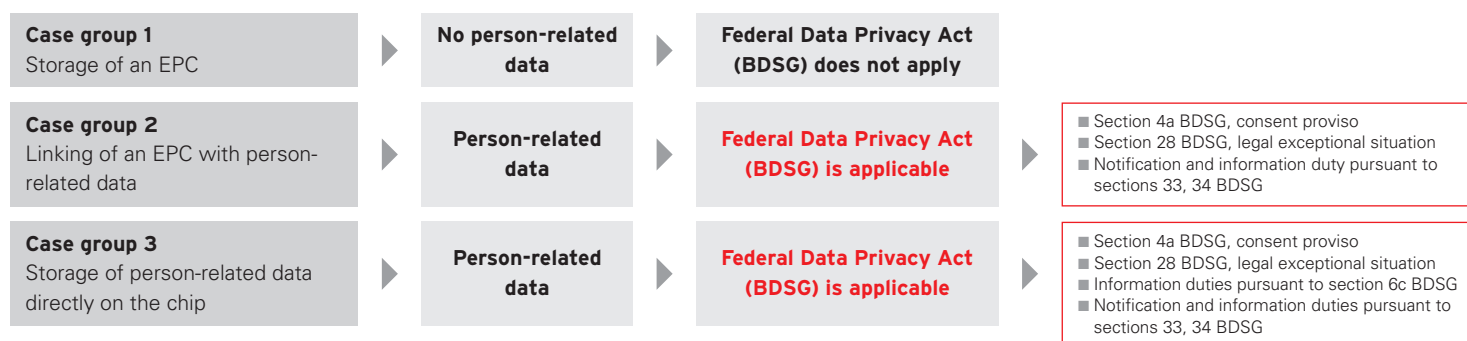 Case group 1
Storage of an EPC
No person-related
data
Federal Data Privacy Act
(BDSG) does not apply
Case group 2
Linking of an EPC with person-
related data
Person-related
data
Federal Data Privacy Act
(BDSG) is applicable
■ Section 4a BDSG, consent proviso
■ Section 28 BDSG, legal exceptional situation
■ Notification and information duty pursuant to
sections 33, 34 BDSG
Case group 3
Storage of person-related data
directly on the chip
Person-related
data
Federal Data Privacy Act
(BDSG) is applicable
■ Section 4a BDSG, consent proviso
■ Section 28 BDSG, legal exceptional situation
■ Information duties pursuant to section 6c BDSG
■ Notification and information duties pursuant to
sections 33, 34 BDSG